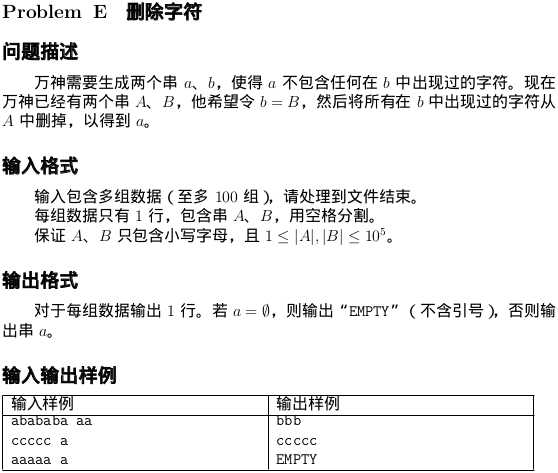 Problem E 删除字符
问题描述
万神需要生成两个串 a、b，使得 a 不包含任何在 b 中出现过的字符。现在
万神已经有两个串 A、B，他希望令 b = B，然后将所有在 b 中出现过的字符从
A 中删掉，以得到 a。
输入格式
输入包含多组数据（至多 100 组），请处理到文件结束。
每组数据只有 1 行，包含串 A、B，用空格分割。
保证 A、B 只包含小写字母，且 1 ≤ |A|, |B| ≤ 10⁵。
输出格式
对于每组数据输出 1 行。若 a = ∅，则输出 “EMPTY”（不含引号），否则输
出串 a。
输入输出样例
输入样例 输出样例
abababa aa bbb
ccccc a ccccc
aaaaa a EMPTY